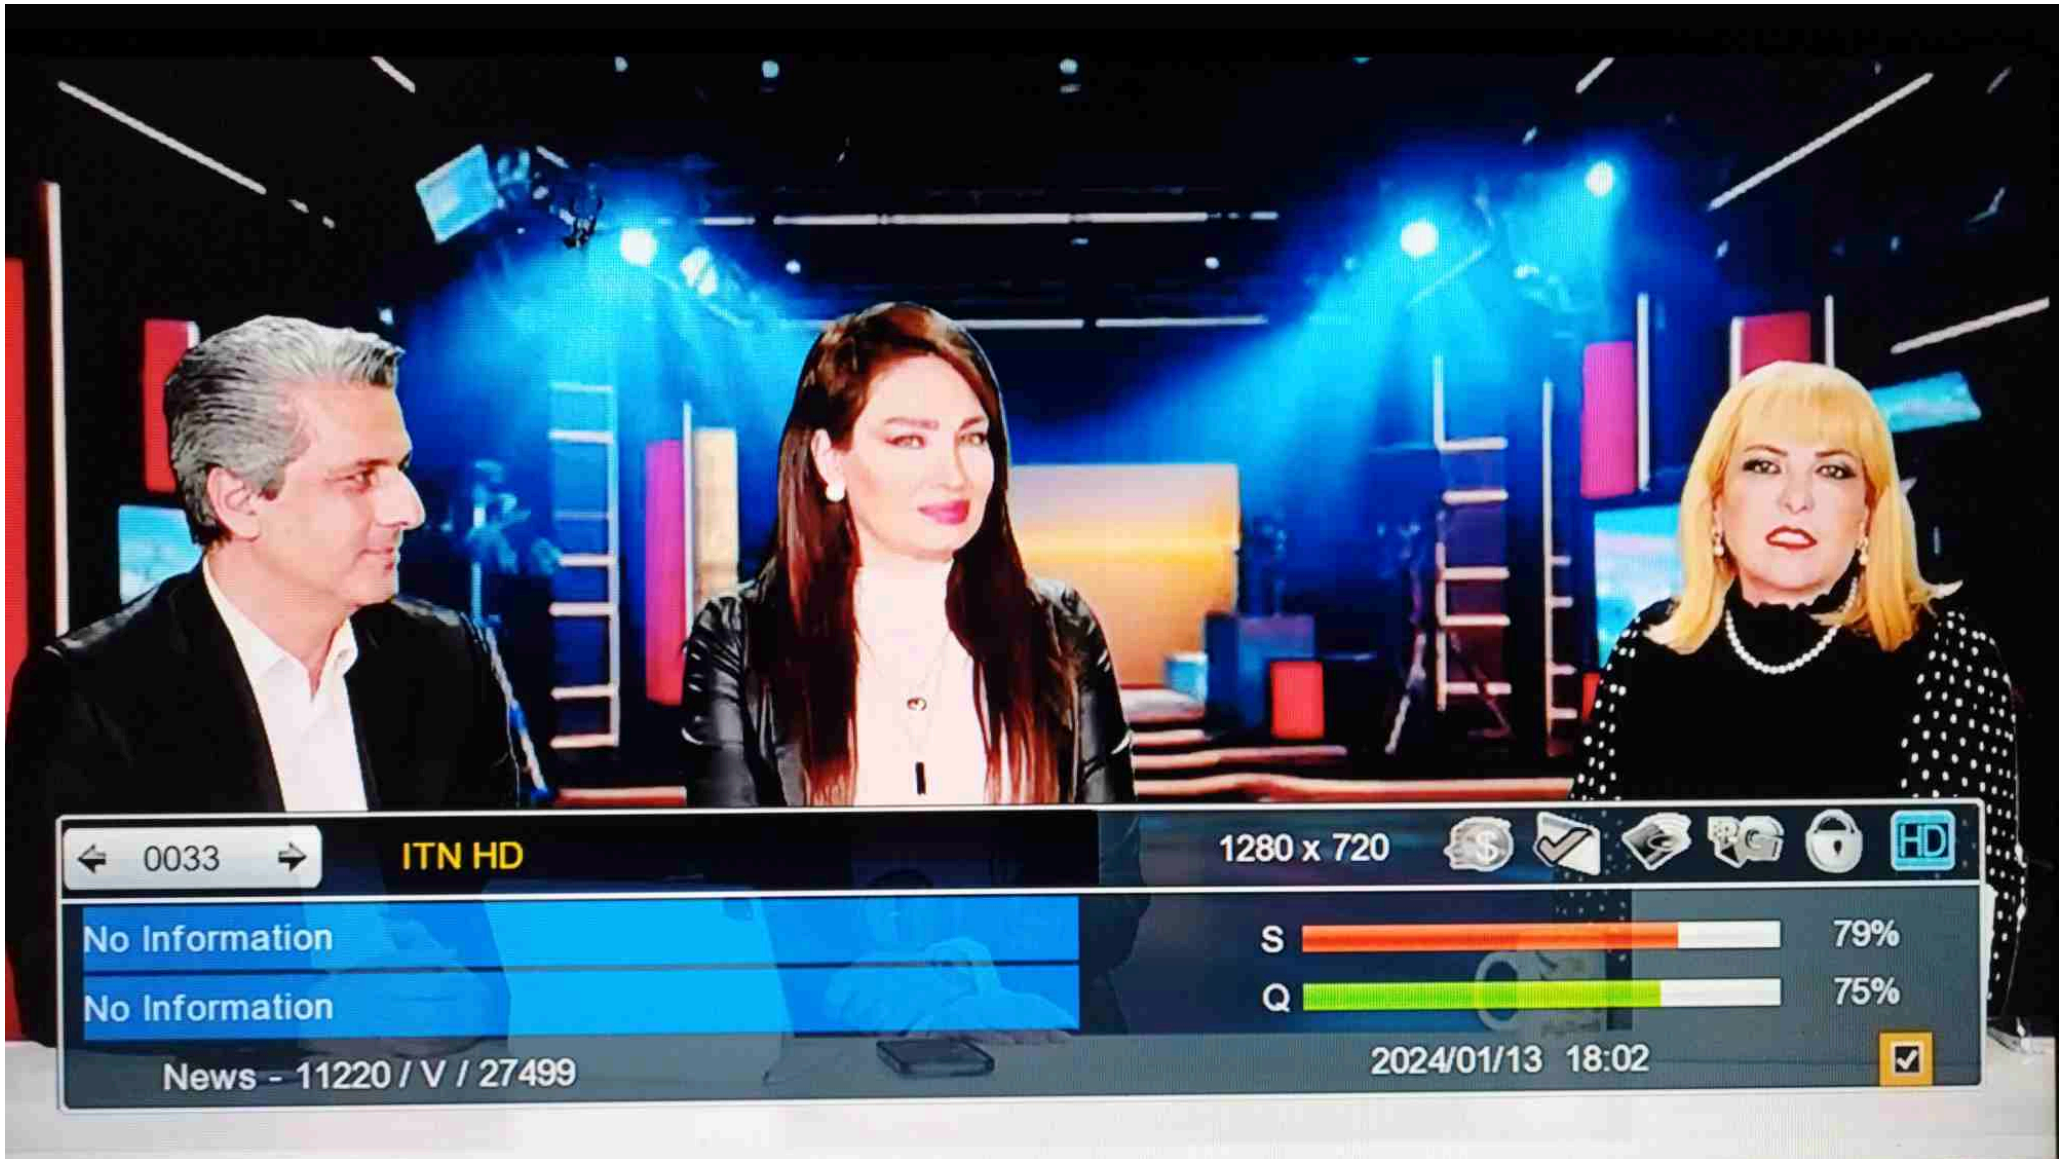 0033
ITN HD
1280 x 720
HD
No Information
S 79%
No Information
Q 75%
News - 11220 / V / 27499
2024/01/13 18:02